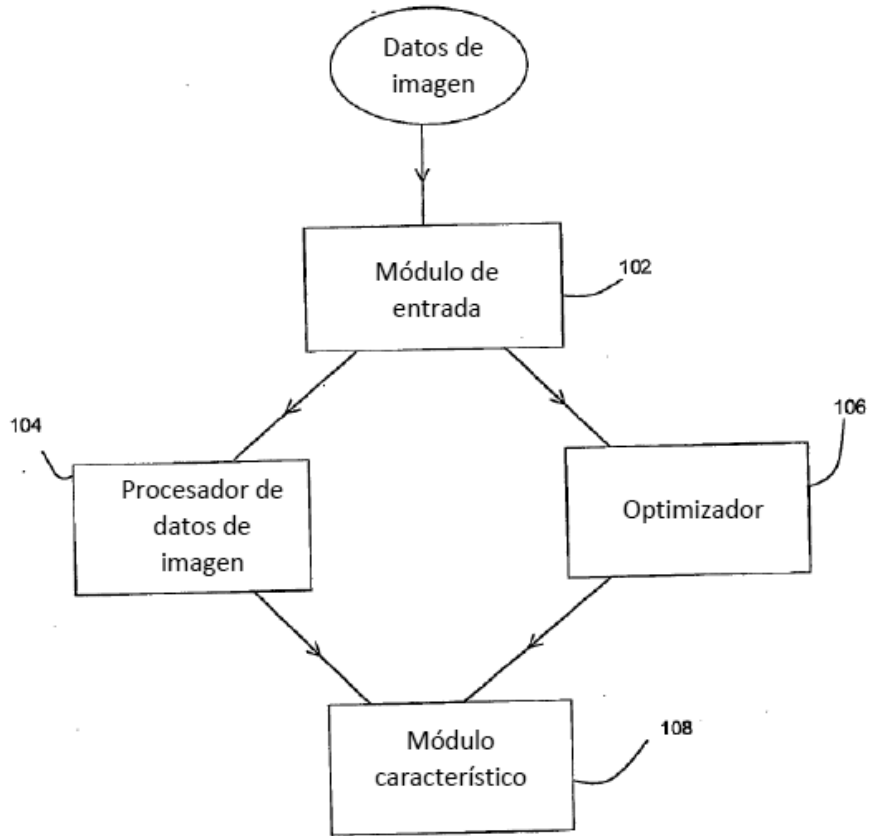 Datos de
imagen
Módulo de
entrada
102
104
Procesador de
datos de
imagen
106
Optimizador
Módulo
característico
108